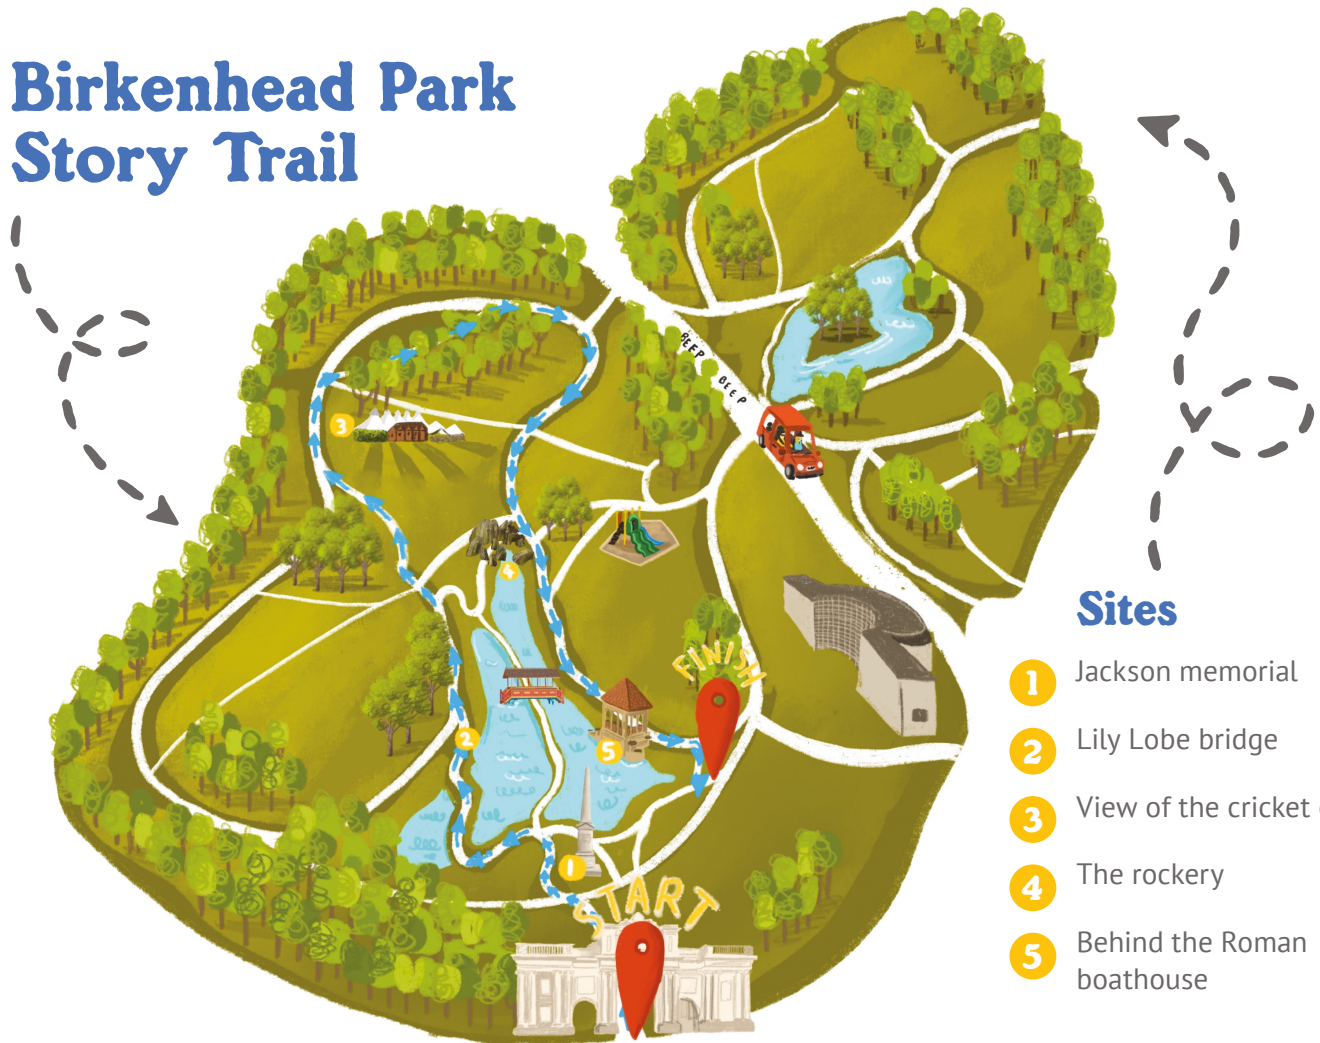 Birkenhead Park
Story Trail
BEEP
BEEP
3
4
FINISH
2
5
1
START
Sites
1 Jackson memorial
2 Lily Lobe bridge
3 View of the cricket
4 The rockery
5 Behind the Roman
boathouse